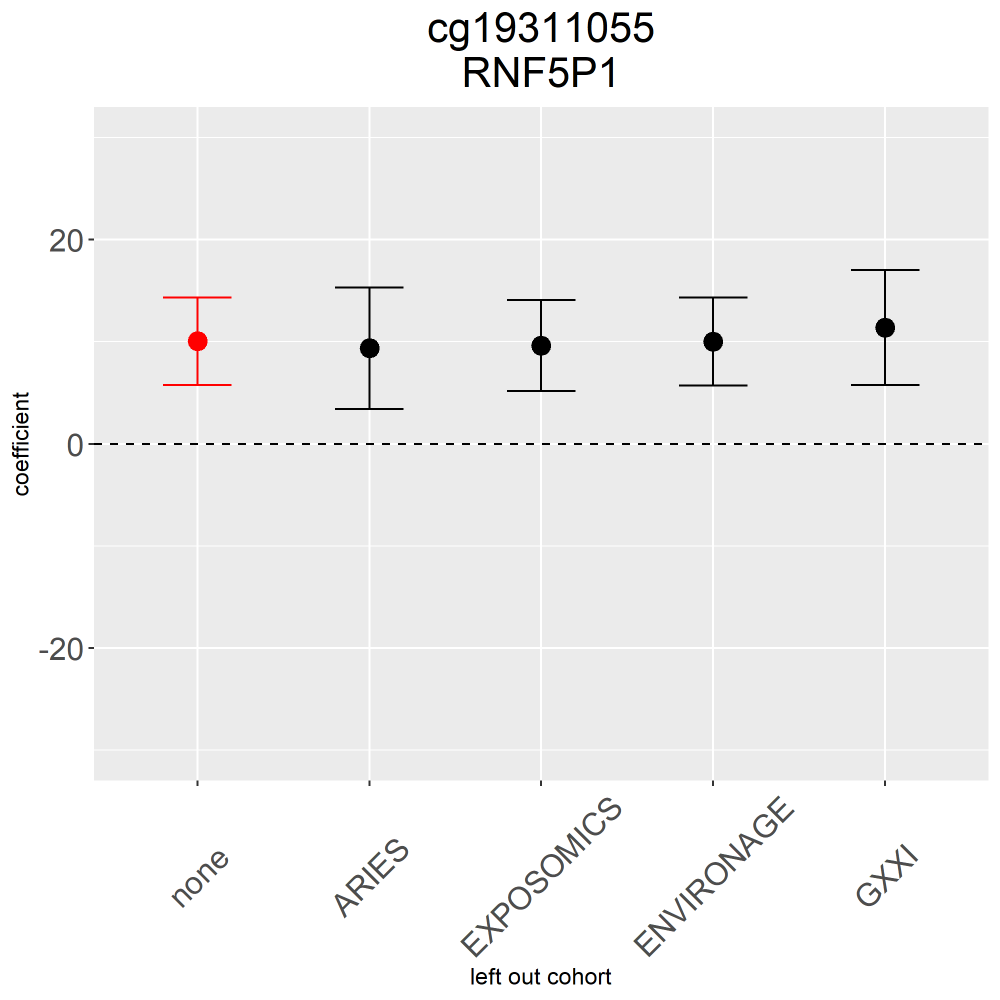 cg19311055
RNF5P1
20
0
-20
coefficient
none
ARIES
EXPOSOMICS
ENVIRONAGE
GXXI
left out cohort